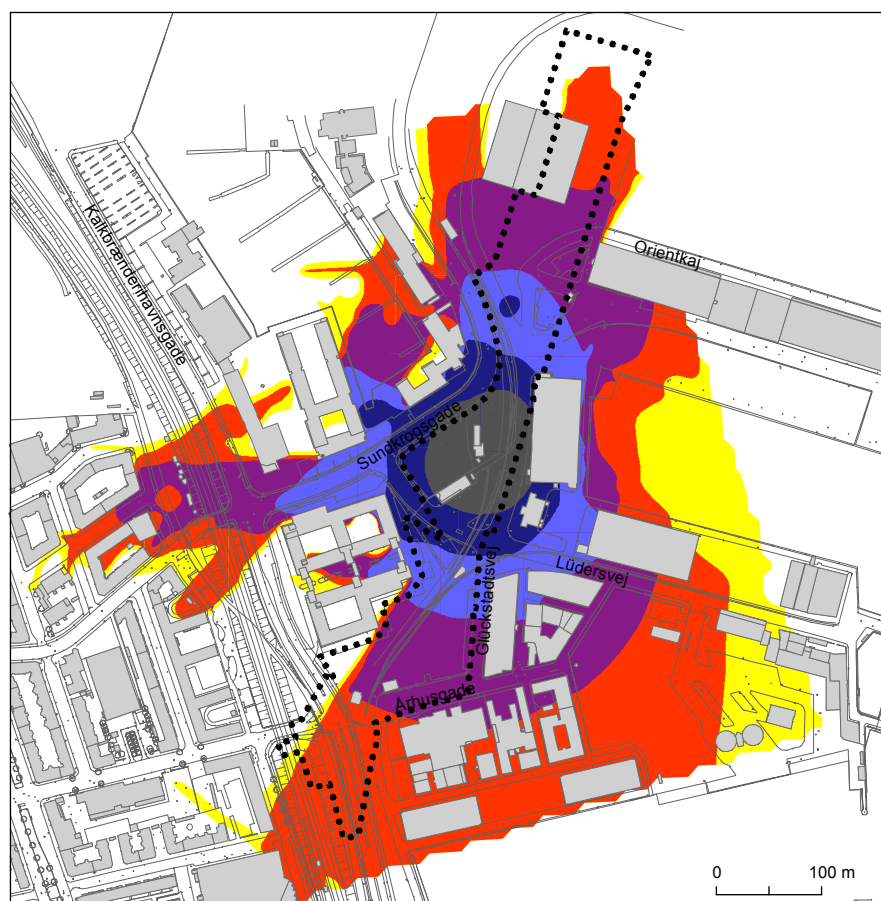 Orientkaj
Kalkbrænderihavnsgade
Sundkrogsgade
Lüdersvej
Glückstadtsvej
Århusgade
0 100 m